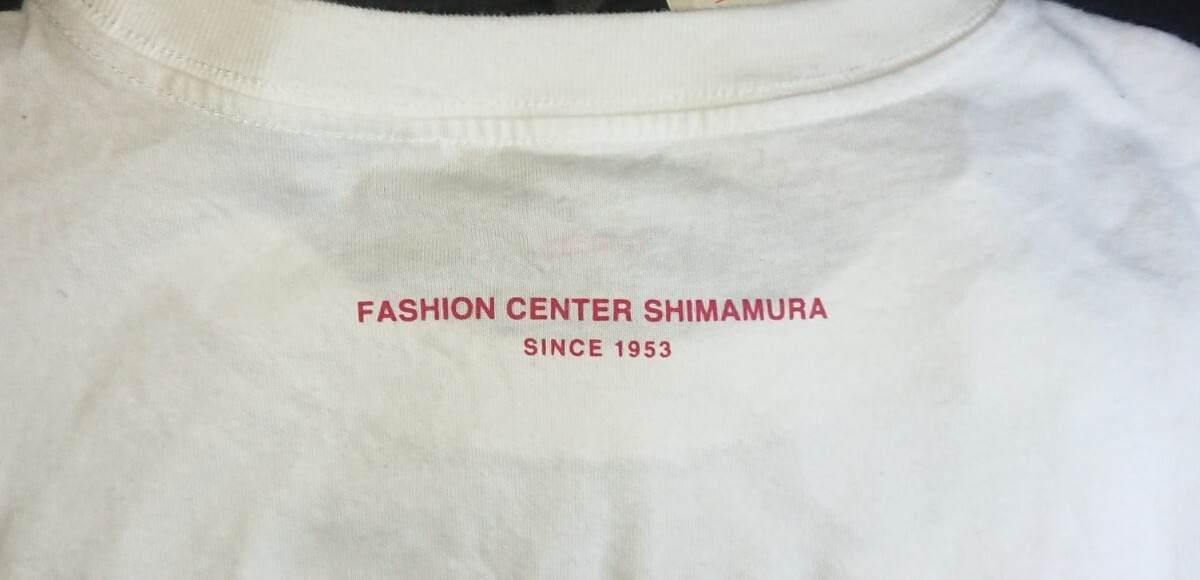 FASHION CENTER SHIMAMURA
SINCE 1953